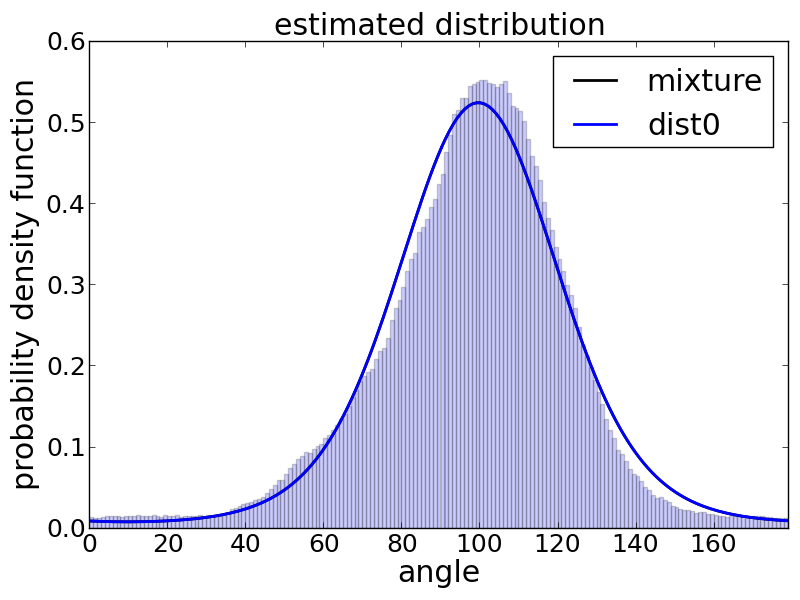 estimated distribution
0.6
0.5
0.4
0.3
0.2
0.1
0.0
probability density function
mixture
dist0
0 20 40 60 80 100 120 140 160
angle